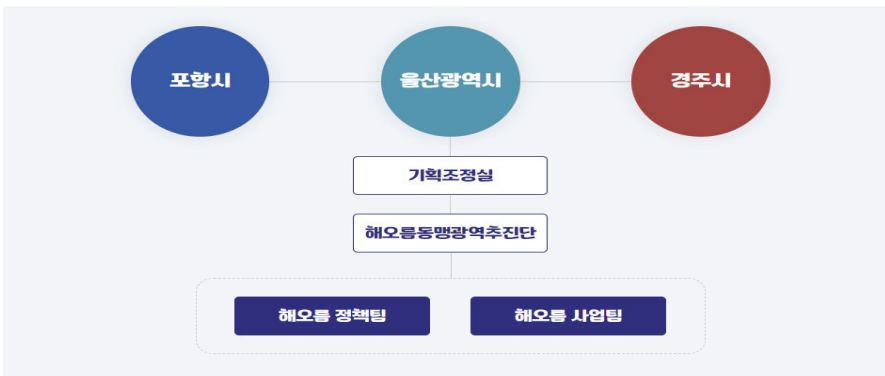 포항시
울산광역시
경주시
기획조정실
해오름동맹광역추진단
해오름 정책팀
해오름 사업팀